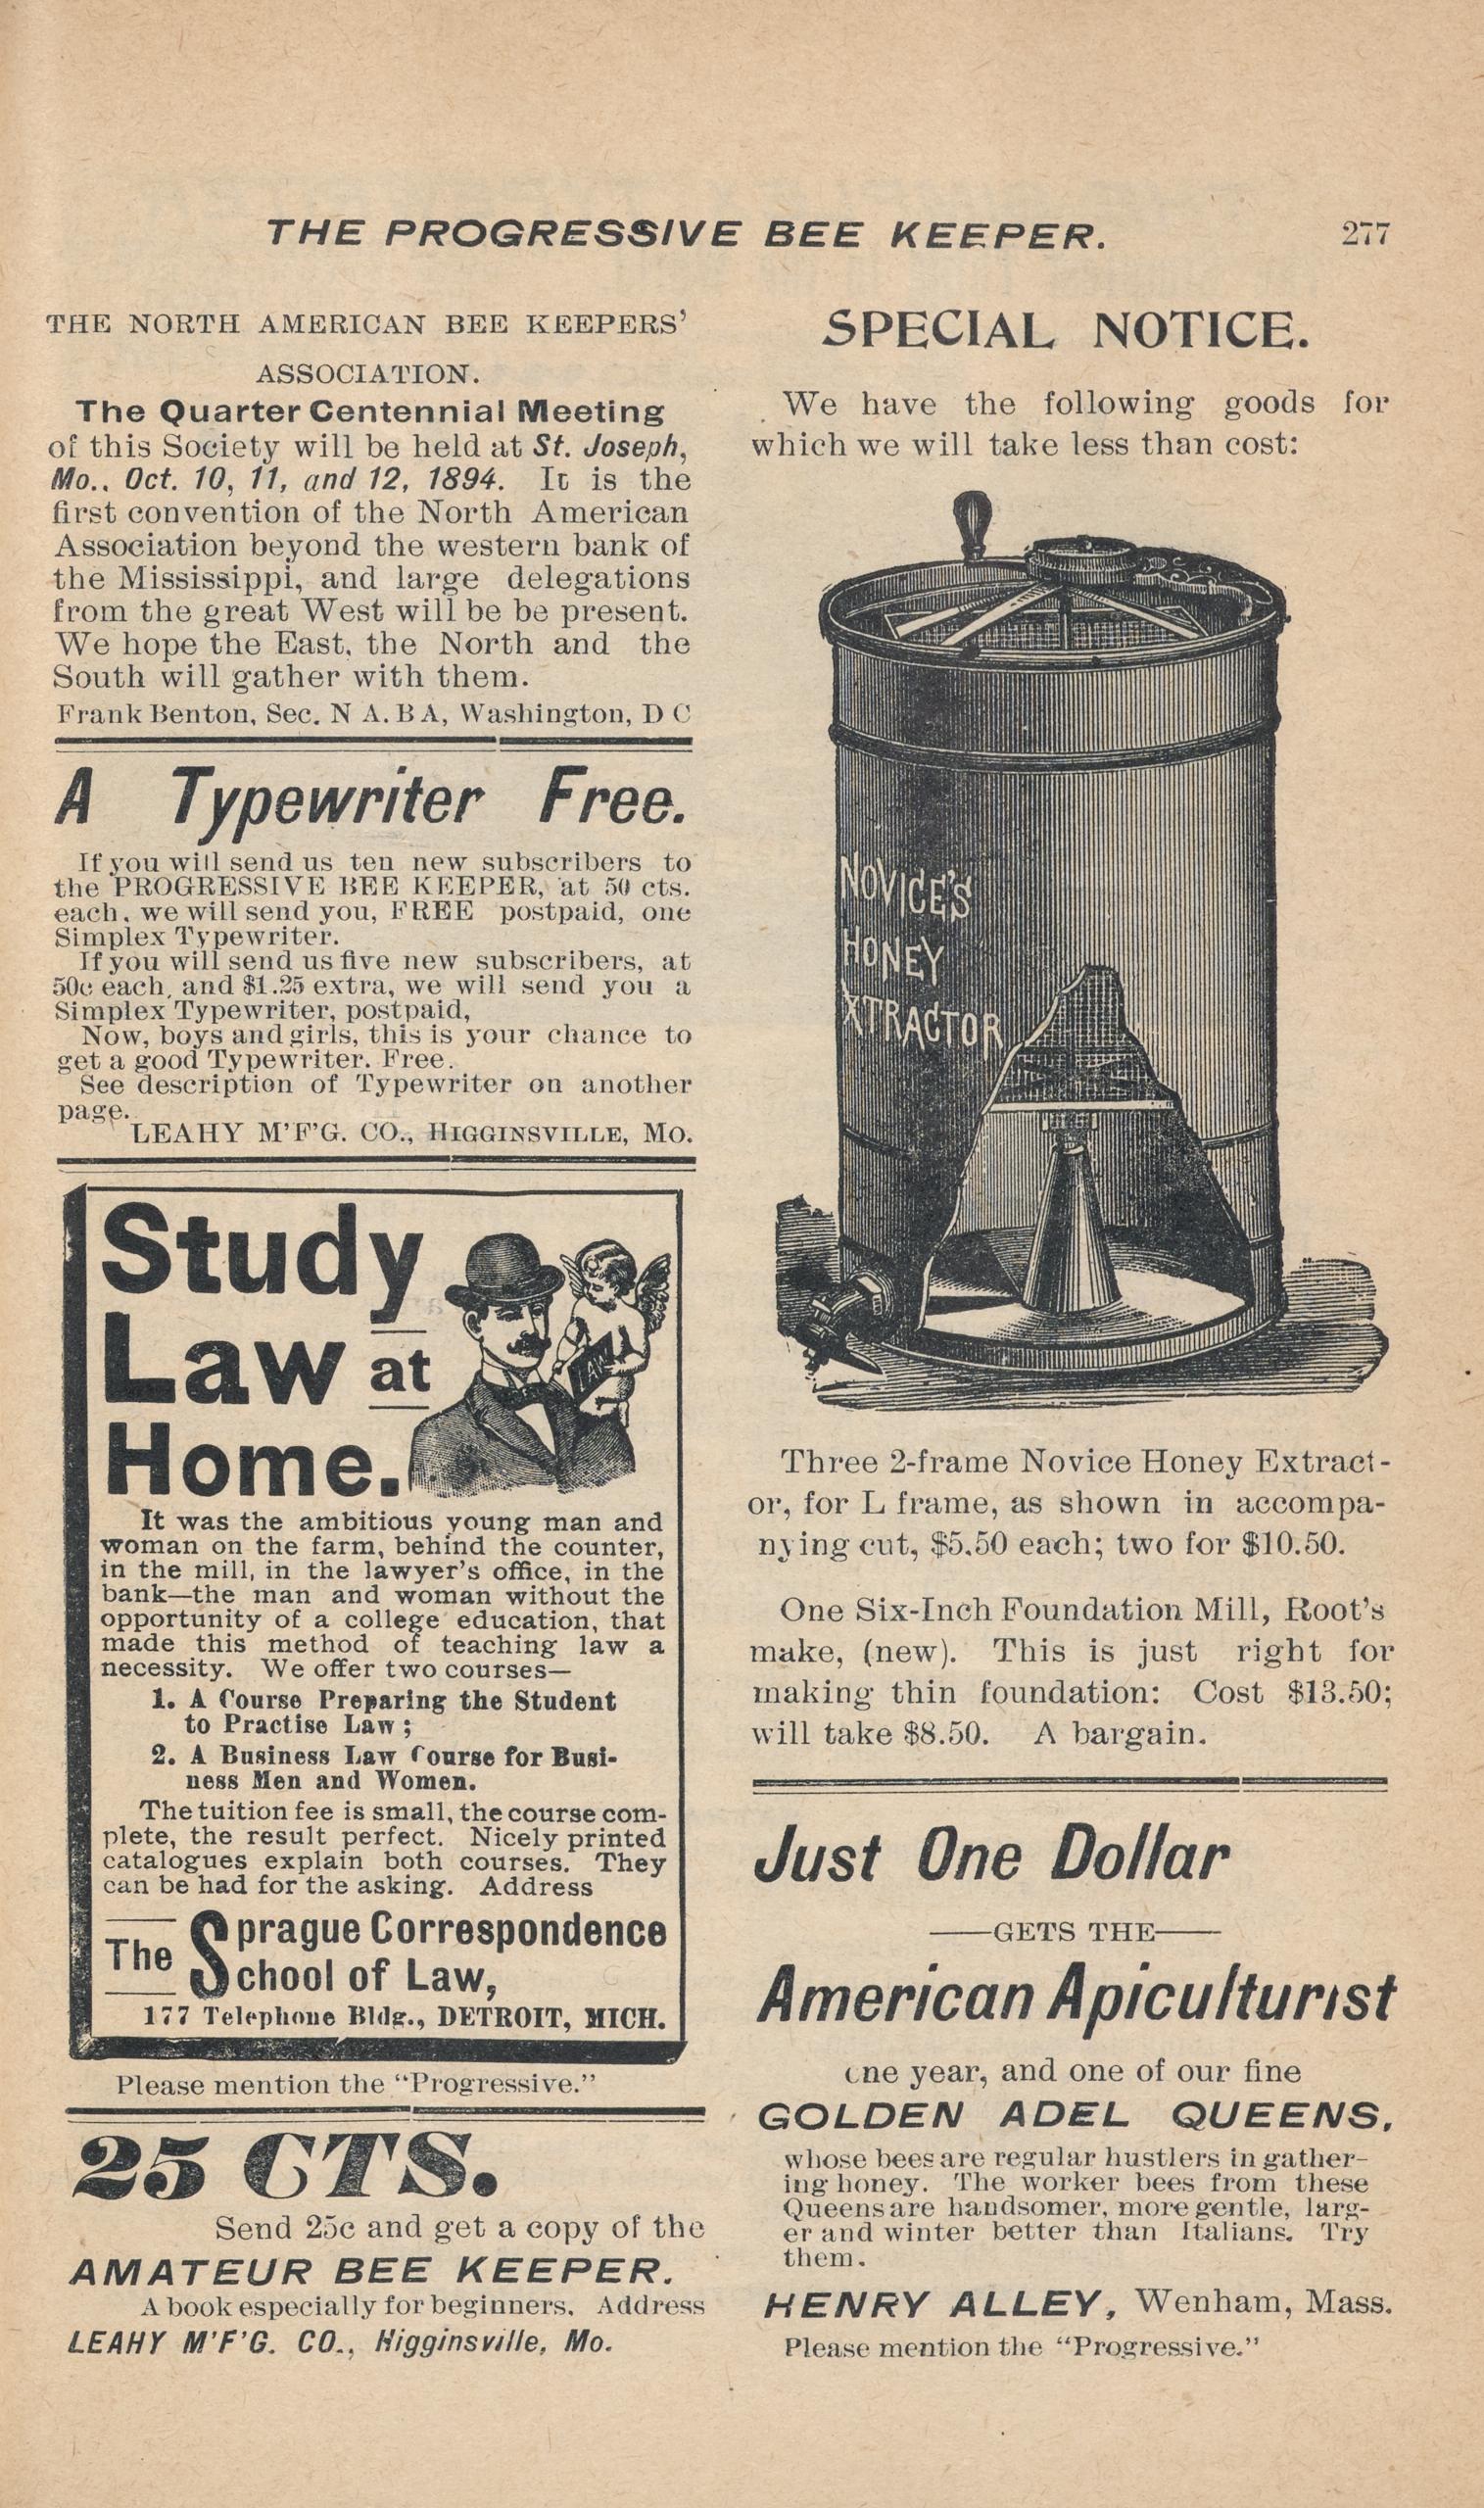 THE PROGRESSIVE BEE KEEPER. 277
THE NORTH AMERICAN BEE KEEPERS'
ASSOCIATION.
The Quarter Centennial Meeting
of this Society will be held at St. Joseph,
Mo., Oct. 10, 11, and 12, 1894. It is the
first convention of the North American
Association beyond the western bank of
the Mississippi, and large delegations
from the great West will be be present.
We hope the East, the North and the
South will gather with them.
Frank Benton, Sec. N A. B A, Washington, D C
A Typewriter Free.
If you will send us ten new subscribers to
the PROGRESSIVE BEE KEEPER, at 50 cts.
each, we will send you, FREE postpaid, one
Simplex Typewriter.
If you will send us five new subscribers, at
50c each, and $1.25 extra, we will send you a
Simplex Typewriter, postpaid,
Now, boys and girls, this is your chance to
get a good Typewriter. Free.
See description of Typewriter on another
page.
LEAHY M'F'G. CO., HIGGINSVILLE, MO.
Study
Law at
Home.
LAW
It was the ambitious young man and
woman on the farm, behind the counter,
in the mill, in the lawyer's office, in the
bank—the man and woman without the
opportunity of a college education, that
made this method of teaching law a
necessity. We offer two courses—
1. A Course Preparing the Student
to Practise Law;
2. A Business Law Course for Busi-
ness Men and Women.
The tuition fee is small, the course com-
plete, the result perfect. Nicely printed
catalogues explain both courses. They
can be had for the asking. Address
The Sprague Correspondence
School of Law,
177 Telephone Bldg., DETROIT, MICH.
Please mention the "Progressive."
25 CTS.
Send 25c and get a copy of the
AMATEUR BEE KEEPER.
A book especially for beginners. Address
LEAHY M'F'G. CO., Higginsville, Mo.
SPECIAL NOTICE.
We have the following goods for
which we will take less than cost:
NOVICE'S
HONEY
XTRACTOR
Three 2-frame Novice Honey Extract-
or, for L frame, as shown in accompa-
nying cut, $5.50 each; two for $10.50.
One Six-Inch Foundation Mill, Root's
make, (new). This is just right for
making thin foundation: Cost $13.50;
will take $8.50. A bargain.
Just One Dollar
——GETS THE——
American Apiculturist
one year, and one of our fine
GOLDEN ADEL QUEENS,
whose bees are regular hustlers in gather-
ing honey. The worker bees from these
Queens are handsomer, more gentle, larg-
er and winter better than Italians. Try
them.
HENRY ALLEY, Wenham, Mass.
Please mention the "Progressive."